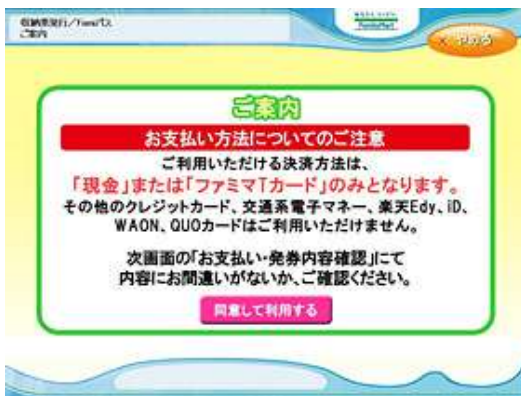 ご案内
FamilyMart
× やめる
ご案内
お支払い方法についてのご注意
ご利用いただける決済方法は、
「現金」または「ファミマTカード」のみとなります。
その他のクレジットカード、交通系電子マネー、楽天Edy、iD、
WAON、QUOカードはご利用いただけません。
次画面の「お支払い・発券内容確認」にて
内容にお間違いがないか、ご確認ください。
同意して利用する